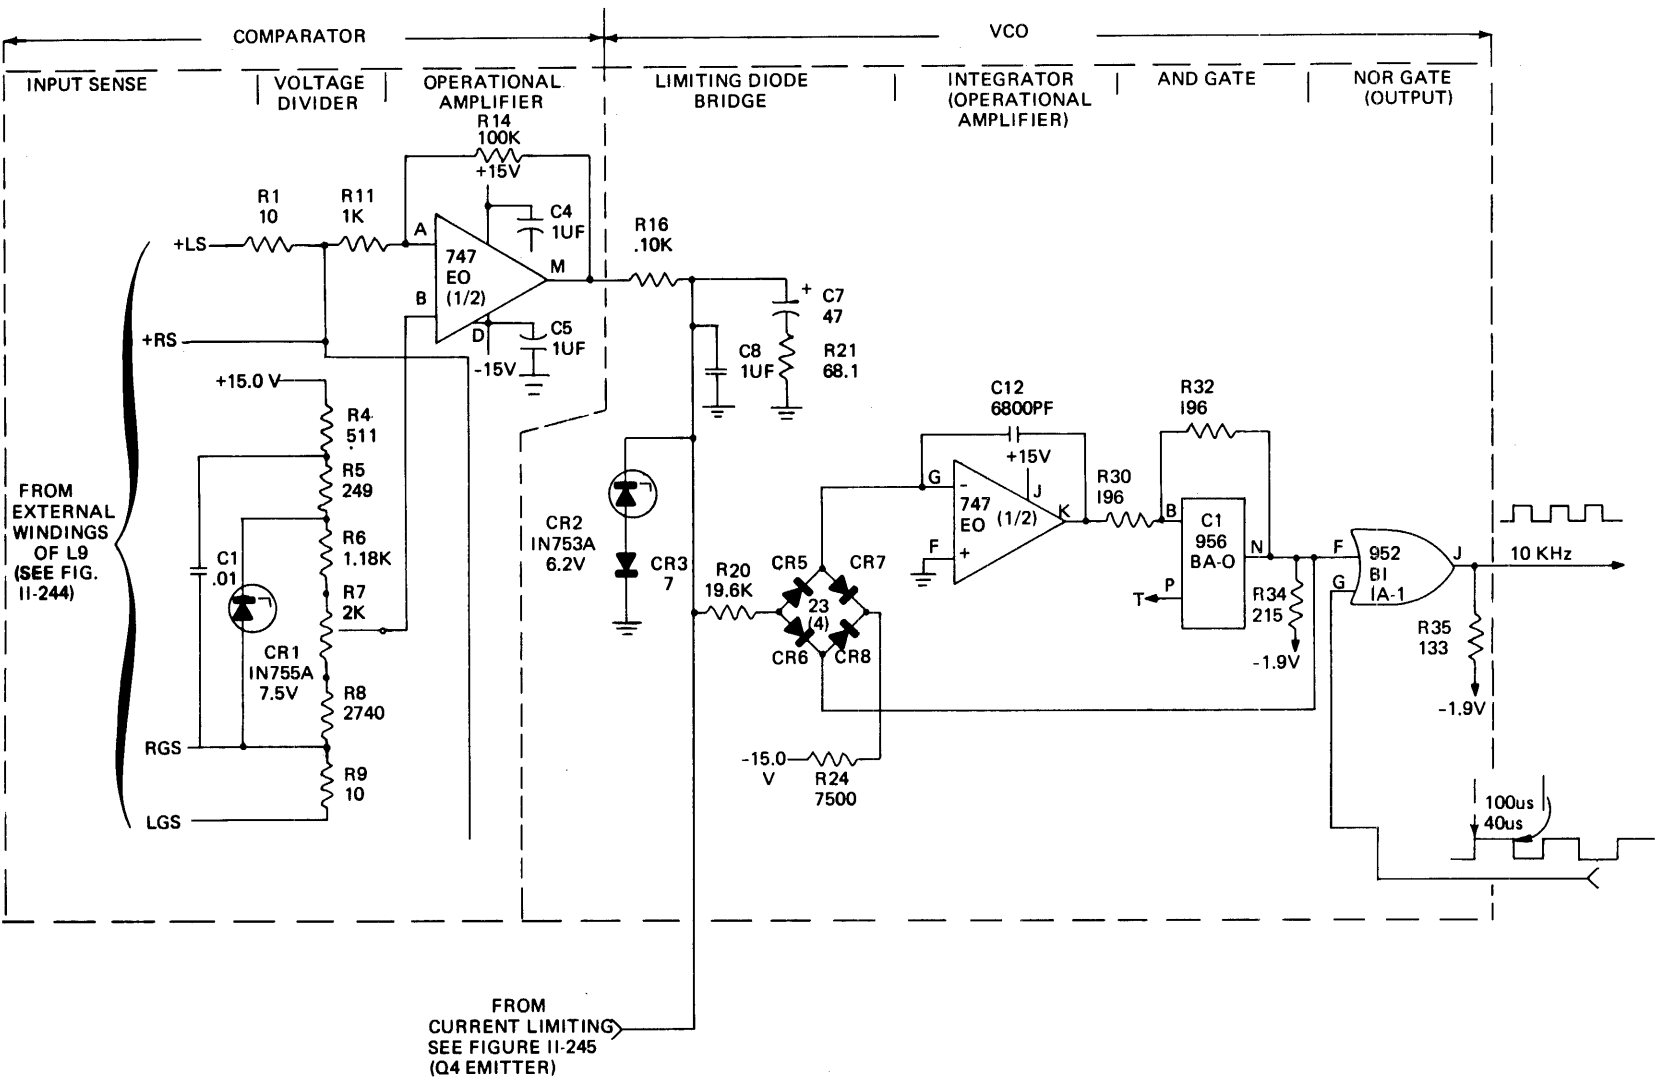 COMPARATOR
VCO
INPUT SENSE
VOLTAGE
DIVIDER
OPERATIONAL
AMPLIFIER
LIMITING DIODE
BRIDGE
INTEGRATOR
(OPERATIONAL
AMPLIFIER)
AND GATE
NOR GATE
(OUTPUT)
R14
100K
+15V
R1
10
R11
1K
+LS
A
747
EO
(1/2)
B
M
D
C4
1UF
C5
1UF
-15V
R16
.10K
+
C7
47
C8
1UF
R21
68.1
+RS
+15.0 V
R4
511
R5
249
R6
1.18K
R7
2K
C1
.01
CR1
IN755A
7.5V
R8
2740
RGS
R9
10
LGS
FROM
EXTERNAL
WINDINGS
OF L9
(SEE FIG.
II-244)
CR2
IN753A
6.2V
CR3
7
R20
19.6K
CR5
CR7
23
(4)
CR6
CR8
-15.0
V
R24
7500
C12
6800PF
+15V
G
-
747
EO
(1/2)
J
K
F
+
R30
I96
R32
I96
B
C1
956
BA-O
N
P
T
R34
215
-1.9V
F
952
BI
IA-1
G
J
10 KHz
R35
133
-1.9V
100us
40us
FROM
CURRENT LIMITING
SEE FIGURE II-245
(Q4 EMITTER)